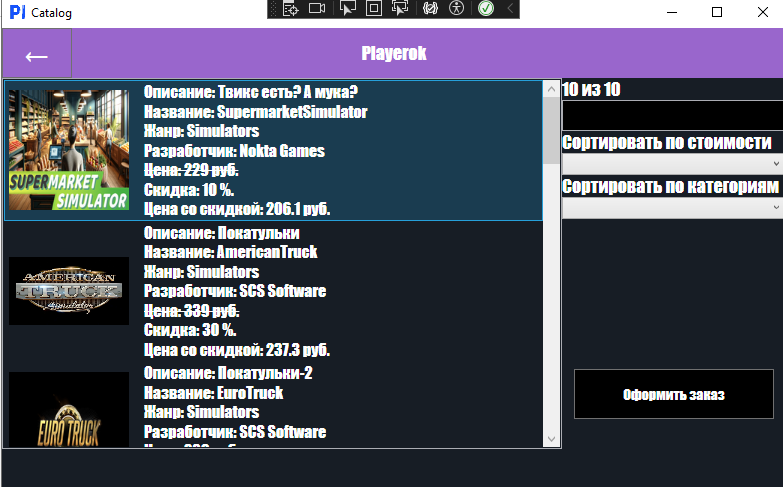 Catalog
←
Playerok
SUPERMARKET
SIMULATOR
Описание: Твикс есть? А мука?
Название: SupermarketSimulator
Жанр: Simulators
Разработчик: Nokta Games
Цена: 229 руб.
Скидка: 10 %.
Цена со скидкой: 206.1 руб.
AMERICAN
TRUCK
Simulator
Описание: Покатульки
Название: AmericanTruck
Жанр: Simulators
Разработчик: SCS Software
Цена: 339 руб.
Скидка: 30 %.
Цена со скидкой: 237.3 руб.
EURO TRUCK
Описание: Покатульки-2
Название: EuroTruck
Жанр: Simulators
Разработчик: SCS Software
10 из 10
Сортировать по стоимости
Сортировать по категориям
Оформить заказ